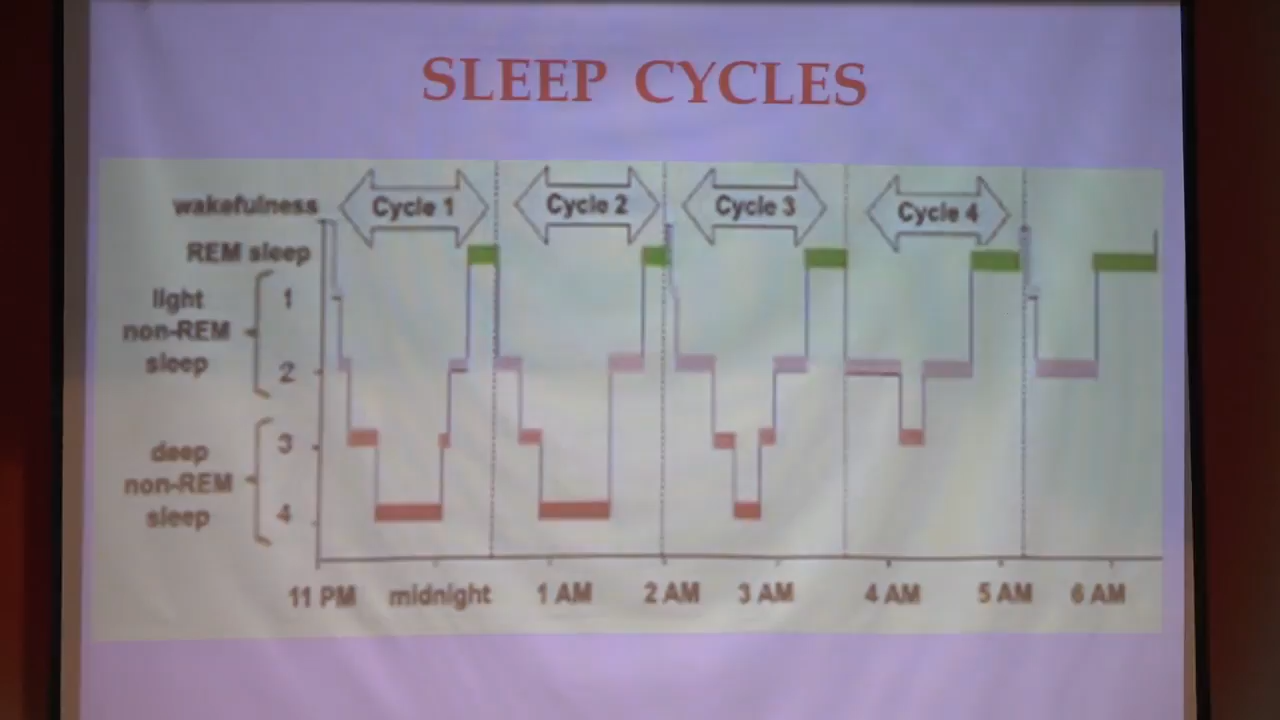 SLEEP CYCLES
wakefulness
Cycle 1
Cycle 2
Cycle 3
Cycle 4
REM sleep
light
non-REM
sleep
1
2
deep
non-REM
sleep
3
4
11 PM midnight 1 AM 2 AM 3 AM 4 AM 5 AM 6 AM